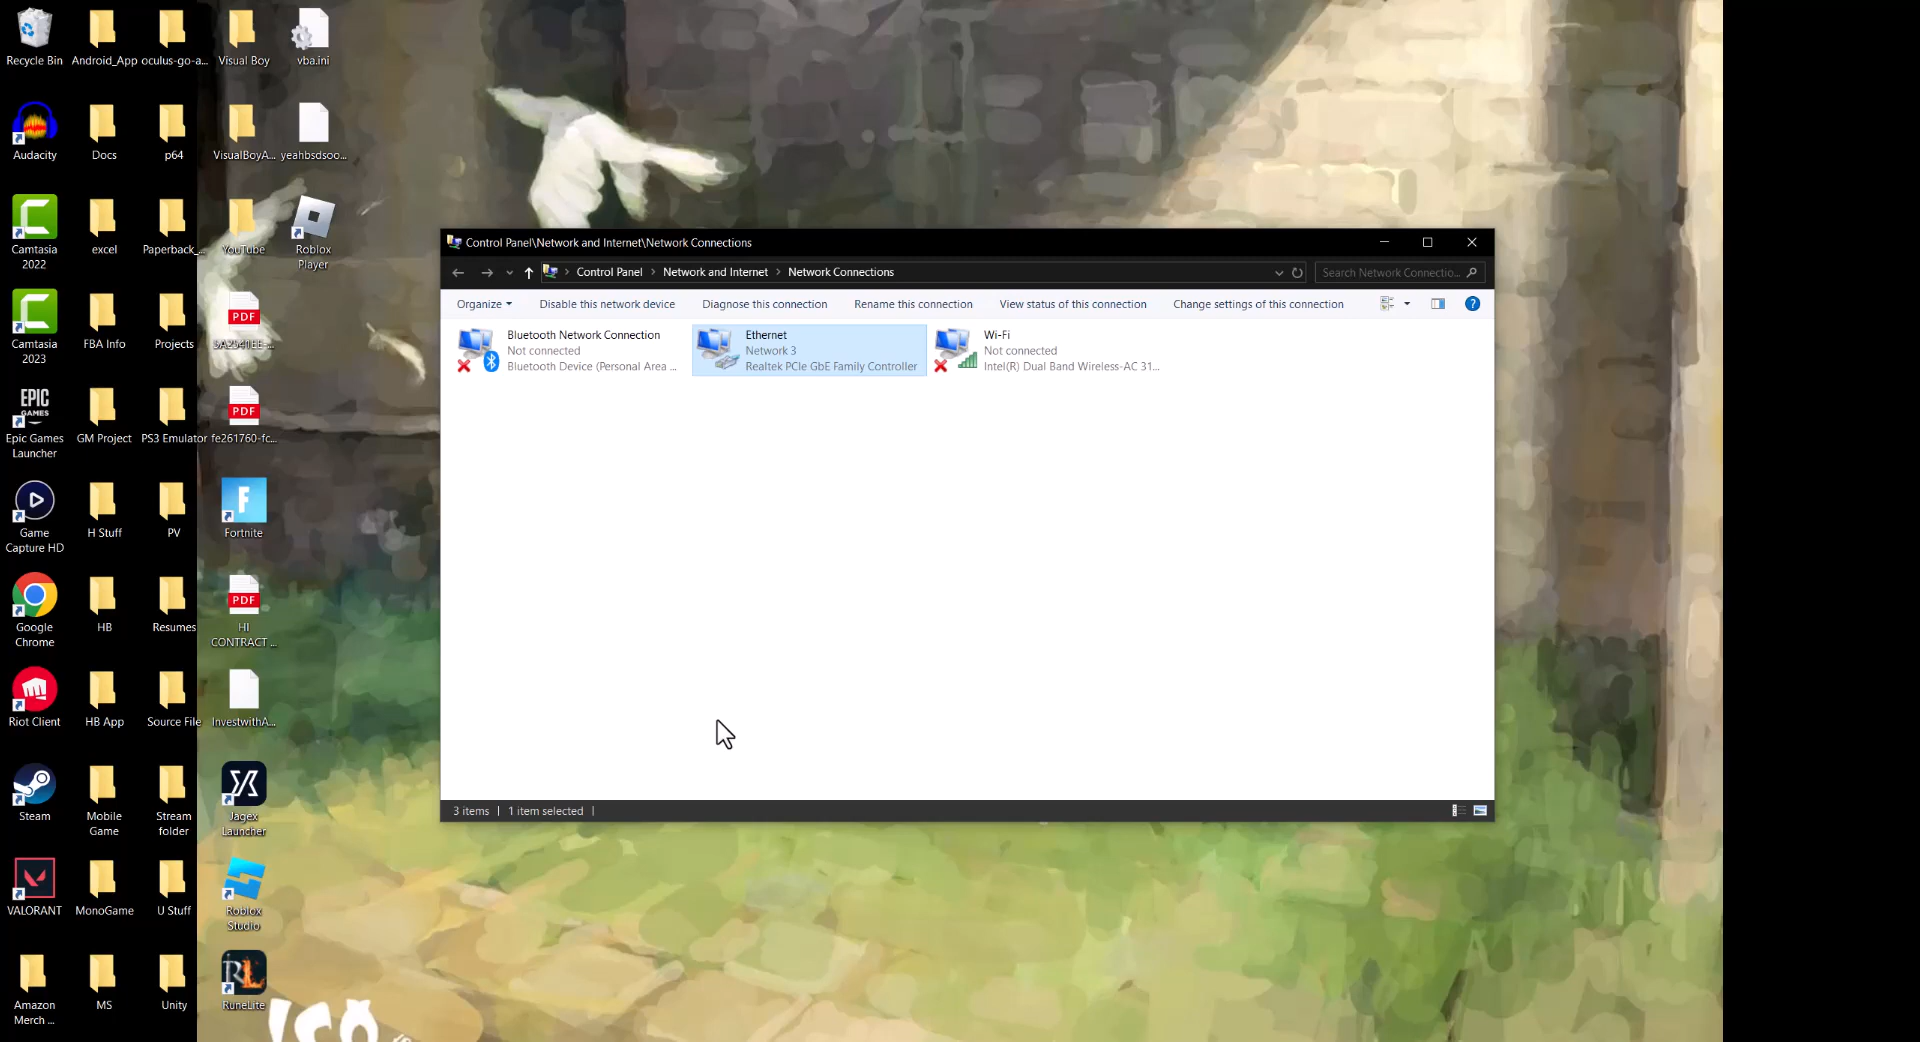 Recycle Bin
Android_App
oculus-go-a...
Visual Boy
vba.ini
Audacity
Docs
p64
VisualBoyA...
yeahbsdsoo...
Camtasia
2022
excel
Paperback_...
YouTube
Roblox
Player
Camtasia
2023
FBA Info
Projects
PDF
EPIC
GAMES
Epic Games
Launcher
GM Project
PS3 Emulator
PDF
fe261760-fc...
Game
Capture HD
H Stuff
PV
Fortnite
Google
Chrome
HB
Resumes
PDF
HI
CONTRACT ...
Riot Client
HB App
Source File
InvestwithA...
Steam
Mobile
Game
Stream
folder
Jagex
Launcher
VALORANT
MonoGame
U Stuff
Roblox
Studio
Amazon
Merch ...
MS
Unity
RL
RuneLite
ICO
Control Panel\Network and Internet\Network Connections
Control Panel > Network and Internet > Network Connections
Search Network Connectio...
Organize
Disable this network device
Diagnose this connection
Rename this connection
View status of this connection
Change settings of this connection
Bluetooth Network Connection
Not connected
Bluetooth Device (Personal Area ...
Ethernet
Network 3
Realtek PCIe GbE Family Controller
Wi-Fi
Not connected
Intel(R) Dual Band Wireless-AC 31...
3 items
1 item selected